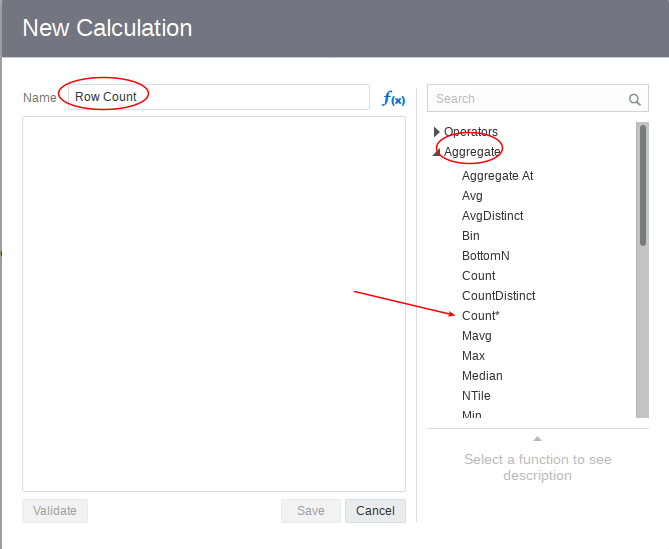 New Calculation
Name
Row Count
f(x)
Search
Operators
Aggregate
Aggregate At
Avg
AvgDistinct
Bin
BottomN
Count
CountDistinct
Count*
Mavg
Max
Median
NTile
Min
Select a function to see
description
Validate
Save
Cancel